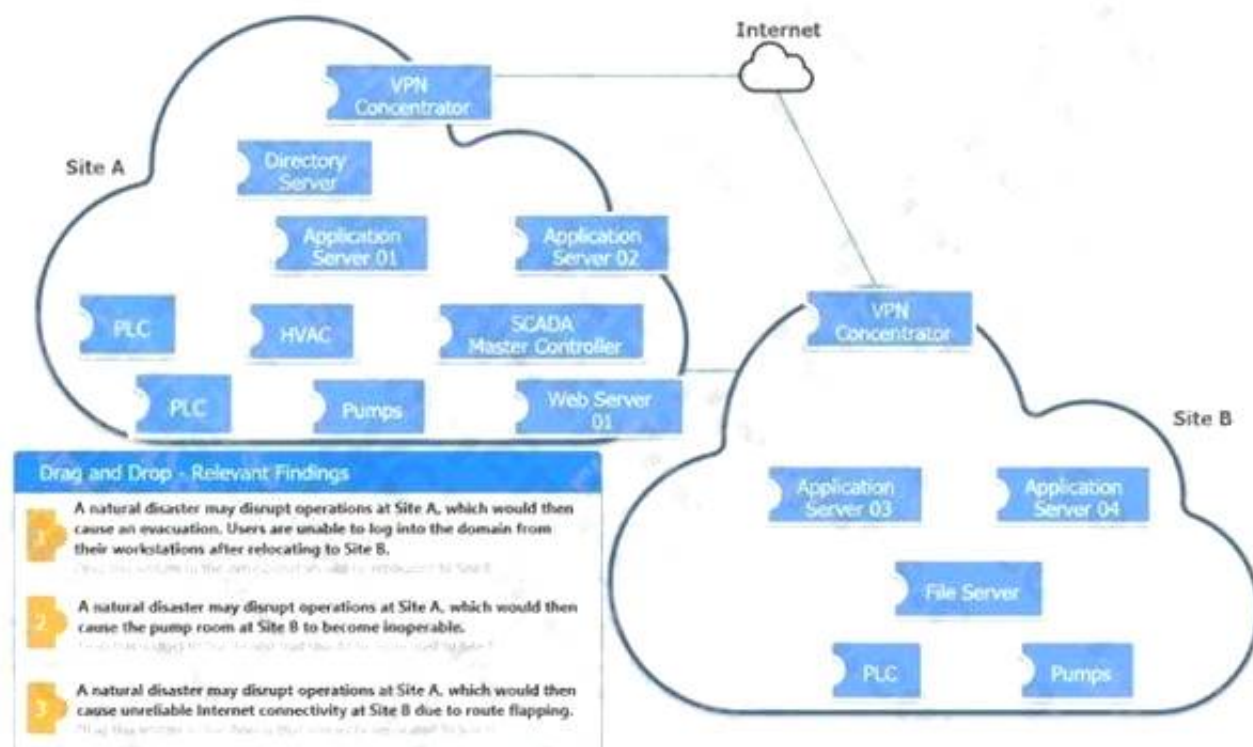 Internet
VPN
Concentrator
Site A
Directory
Server
Application
Server 01
Application
Server 02
PLC
HVAC
SCADA
Master Controller
VPN
Concentrator
PLC
Pumps
Web Server
01
Site B
Drag and Drop - Relevant Findings
1
A natural disaster may disrupt operations at Site A, which would then
cause an evacuation. Users are unable to log into the domain from
their workstations after relocating to Site B.
2
A natural disaster may disrupt operations at Site A, which would then
cause the pump room at Site B to become inoperable.
3
A natural disaster may disrupt operations at Site A, which would then
cause unreliable Internet connectivity at Site B due to route flapping.
Application
Server 03
Application
Server 04
File Server
PLC
Pumps